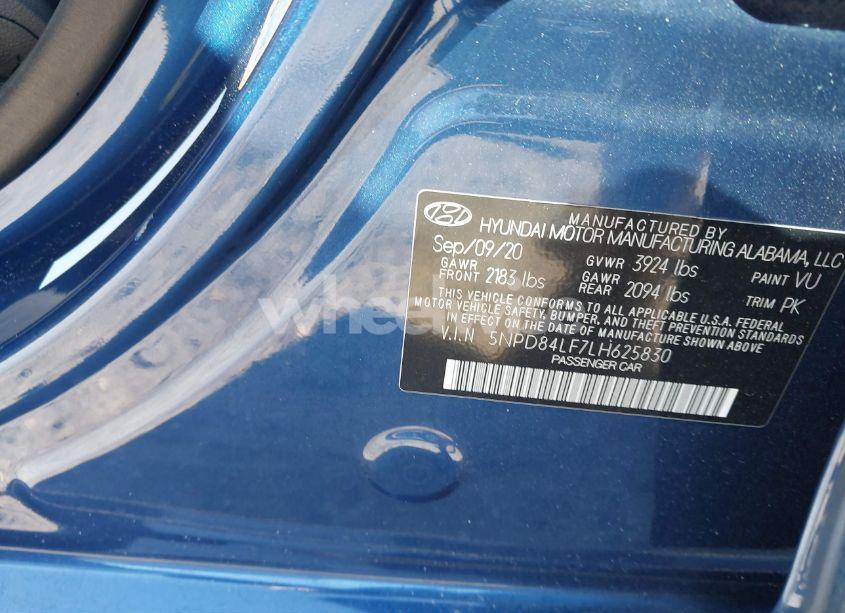 MANUFACTURED BY
HYUNDAI MOTOR MANUFACTURING ALABAMA, LLC
Sep/09/20 GVWR 3924 lbs PAINT VU
GAWR FRONT 2183 lbs GAWR REAR 2094 lbs TRIM PK
THIS VEHICLE CONFORMS TO ALL APPLICABLE U.S.A. FEDERAL
MOTOR VEHICLE SAFETY, BUMPER, AND THEFT PREVENTION STANDARDS
IN EFFECT ON THE DATE OF MANUFACTURE SHOWN ABOVE.
V.I.N 5NPD84LF7LH625830
PASSENGER CAR